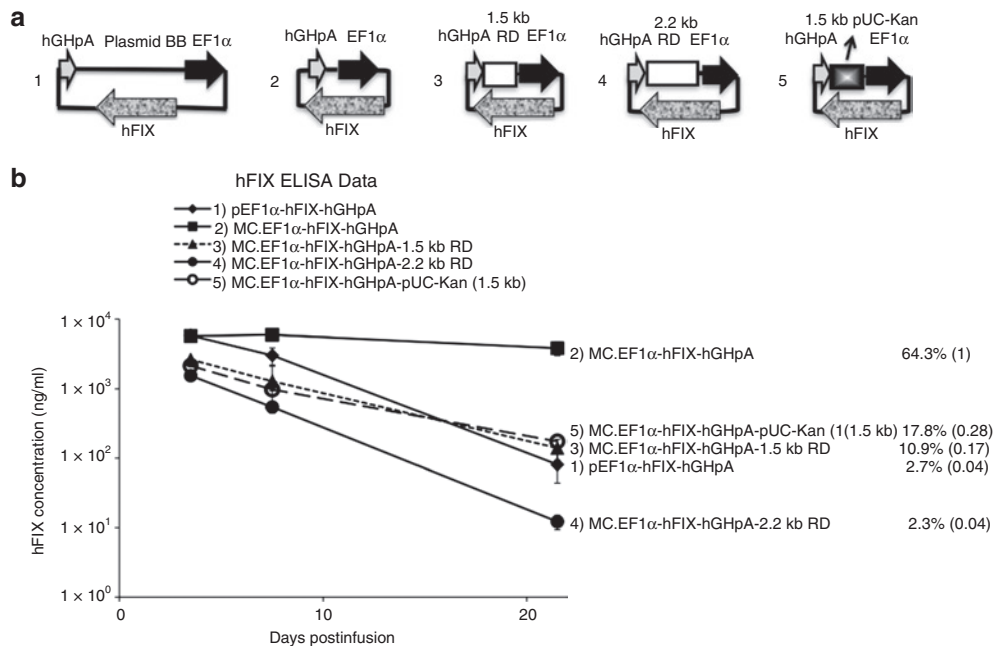 a
hGHpA Plasmid BB EF1α
1
hFIX
hGHpA EF1α
2
hFIX
1.5 kb
hGHpA RD EF1α
3
hFIX
2.2 kb
hGHpA RD EF1α
4
hFIX
1.5 kb pUC-Kan
hGHpA EF1α
5
hFIX
b
hFIX ELISA Data
1) pEF1α-hFIX-hGHpA
2) MC.EF1α-hFIX-hGHpA
3) MC.EF1α-hFIX-hGHpA-1.5 kb RD
4) MC.EF1α-hFIX-hGHpA-2.2 kb RD
5) MC.EF1α-hFIX-hGHpA-pUC-Kan (1.5 kb)
hFIX concentration (ng/ml)
1 × 10⁴
1 × 10³
1 × 10²
1 × 10¹
1 × 10⁰
2) MC.EF1α-hFIX-hGHpA 64.3% (1)
5) MC.EF1α-hFIX-hGHpA-pUC-Kan (1(1.5 kb) 17.8% (0.28)
3) MC.EF1α-hFIX-hGHpA-1.5 kb RD 10.9% (0.17)
1) pEF1α-hFIX-hGHpA 2.7% (0.04)
4) MC.EF1α-hFIX-hGHpA-2.2 kb RD 2.3% (0.04)
0 10 20
Days postinfusion